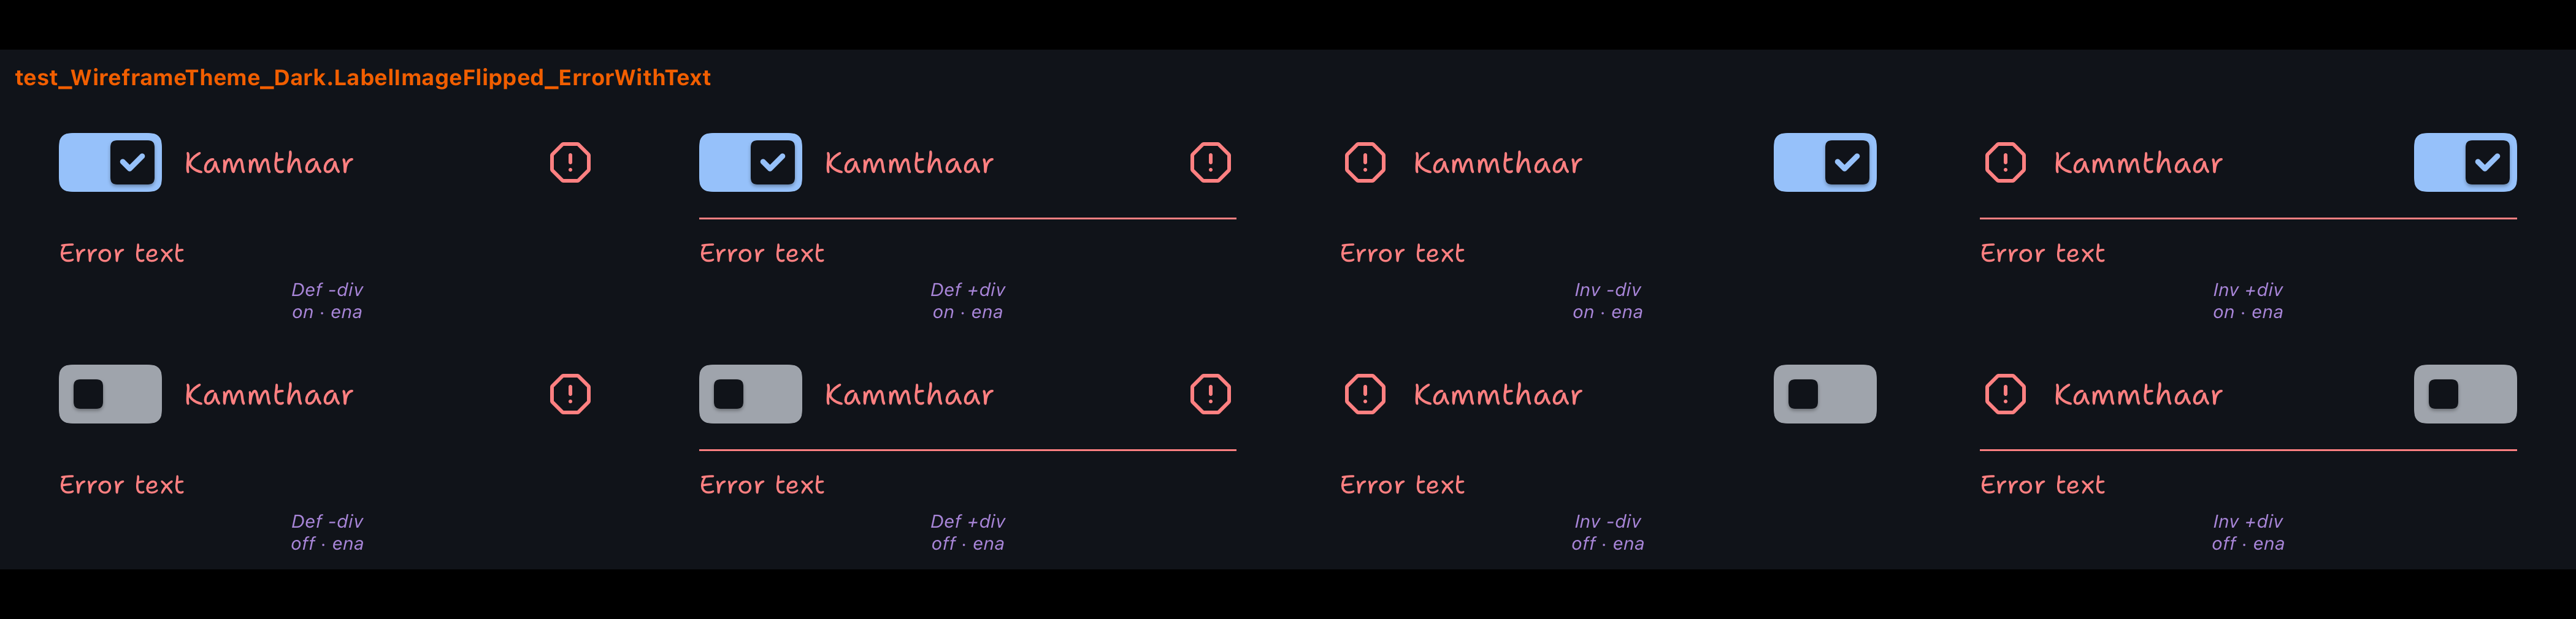 test_WireframeTheme_Dark.LabelImageFlipped_ErrorWithText
Kammthaar
Kammthaar
Kammthaar
Kammthaar
Error text
Error text
Error text
Error text
Def -div
on · ena
Def +div
on · ena
Inv -div
on · ena
Inv +div
on · ena
Kammthaar
Kammthaar
Kammthaar
Kammthaar
Error text
Error text
Error text
Error text
Def -div
off · ena
Def +div
off · ena
Inv -div
off · ena
Inv +div
off · ena